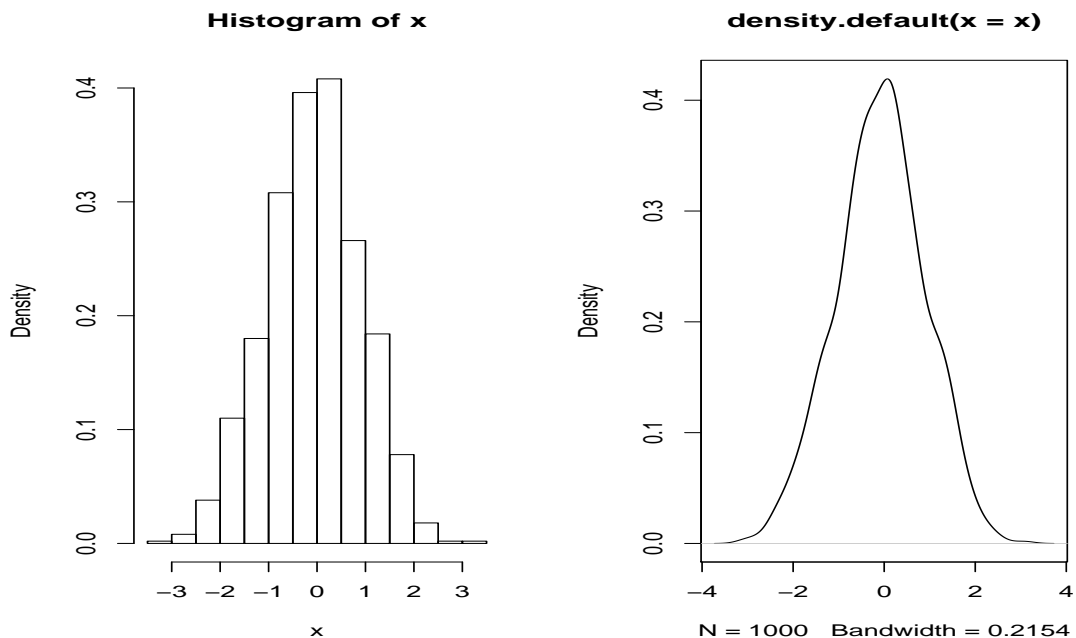 Histogram of x
Density
0.0
0.1
0.2
0.3
0.4
−3 −2 −1 0 1 2 3
x
density.default(x = x)
Density
0.0
0.1
0.2
0.3
0.4
−4 −2 0 2 4
N = 1000 Bandwidth = 0.2154